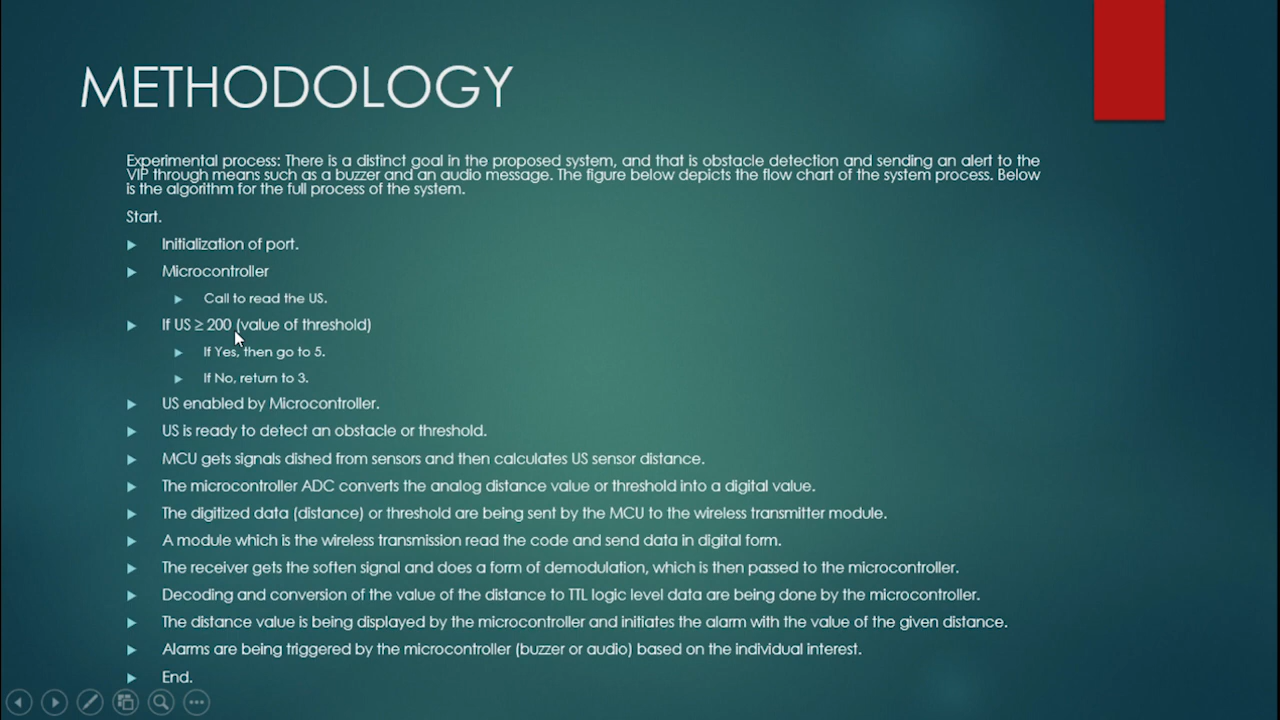 METHODOLOGY
Experimental process: There is a distinct goal in the proposed system, and that is obstacle detection and sending an alert to the
VIP through means such as a buzzer and an audio message. The figure below depicts the flow chart of the system process. Below
is the algorithm for the full process of the system.
Start.
Initialization of port.
Microcontroller
Call to read the US.
If US ≥ 200 (value of threshold)
If Yes, then go to 5.
If No, return to 3.
US enabled by Microcontroller.
US is ready to detect an obstacle or threshold.
MCU gets signals dished from sensors and then calculates US sensor distance.
The microcontroller ADC converts the analog distance value or threshold into a digital value.
The digitized data (distance) or threshold are being sent by the MCU to the wireless transmitter module.
A module which is the wireless transmission read the code and send data in digital form.
The receiver gets the soften signal and does a form of demodulation, which is then passed to the microcontroller.
Decoding and conversion of the value of the distance to TTL logic level data are being done by the microcontroller.
The distance value is being displayed by the microcontroller and initiates the alarm with the value of the given distance.
Alarms are being triggered by the microcontroller (buzzer or audio) based on the individual interest.
End.